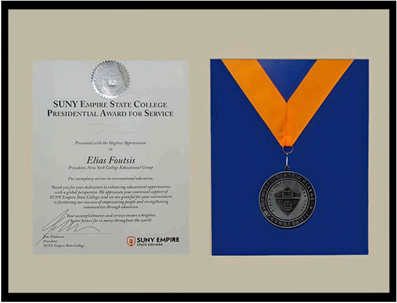 SUNY EMPIRE STATE COLLEGE
PRESIDENTIAL AWARD FOR SERVICE
Presented with the Highest Appreciation
to
Elias Foutsis
President, New York College Educational Group
For exemplary service to international education.
Thank you for your dedication to enhancing educational opportunities
with a global perspective. We appreciate your continued support of
SUNY Empire State College, and we are grateful for your commitment
to furthering our mission of empowering people and strengthening
communities through education.
Your accomplishments and service ensure a brighter,
better future for so many throughout the world
President
SUNY Empire State College
SUNY EMPIRE
STATE COLLEGE